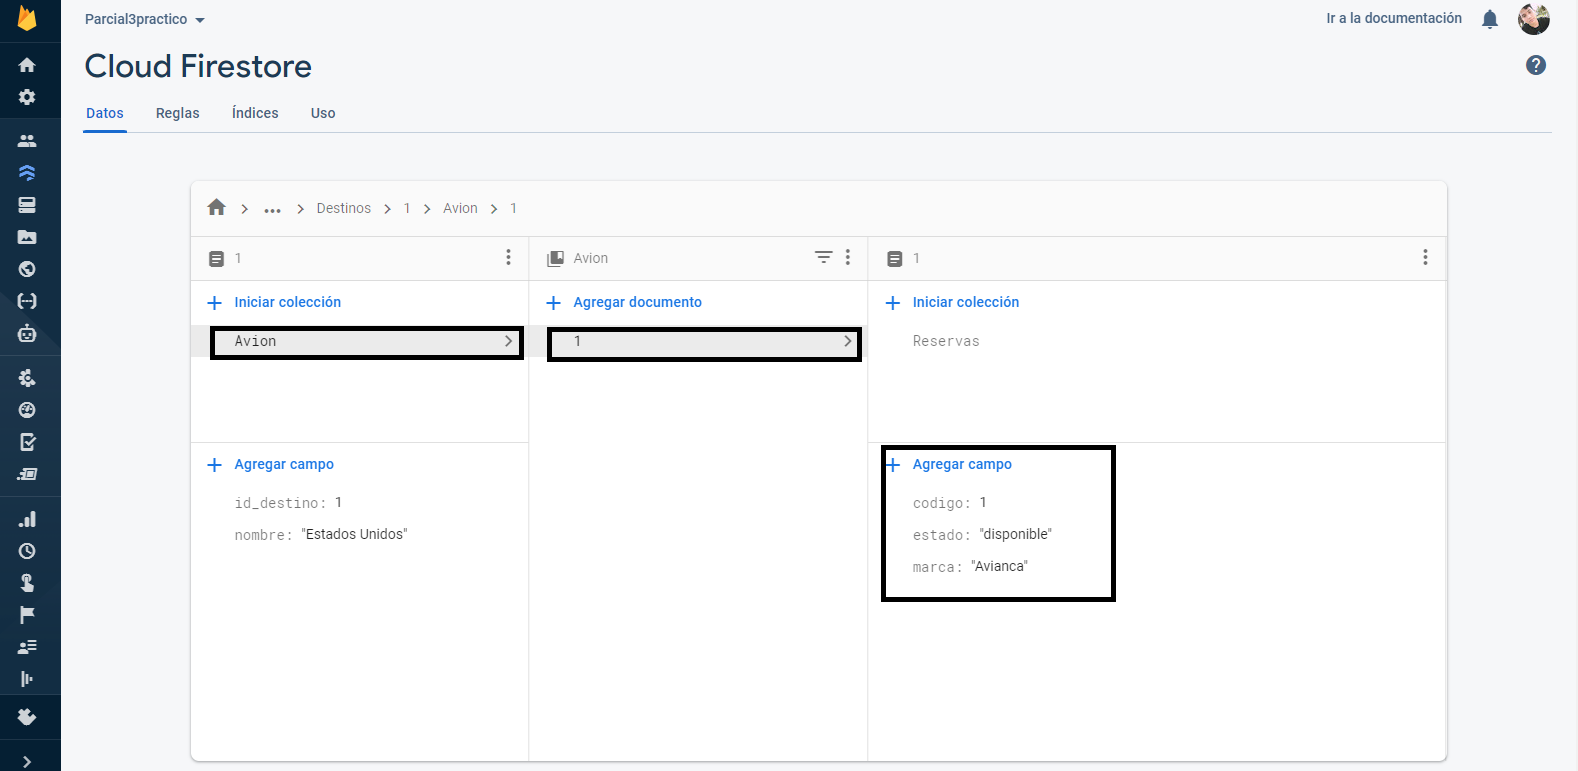 Parcial3practico
Ir a la documentación
Cloud Firestore
Datos Reglas Índices Uso
... Destinos 1 Avion 1
1
Avion
1
Iniciar colección
Agregar documento
Iniciar colección
Avion
1
Reservas
Agregar campo
id_destino: 1
nombre: "Estados Unidos"
Agregar campo
codigo: 1
estado: "disponible"
marca: "Avianca"